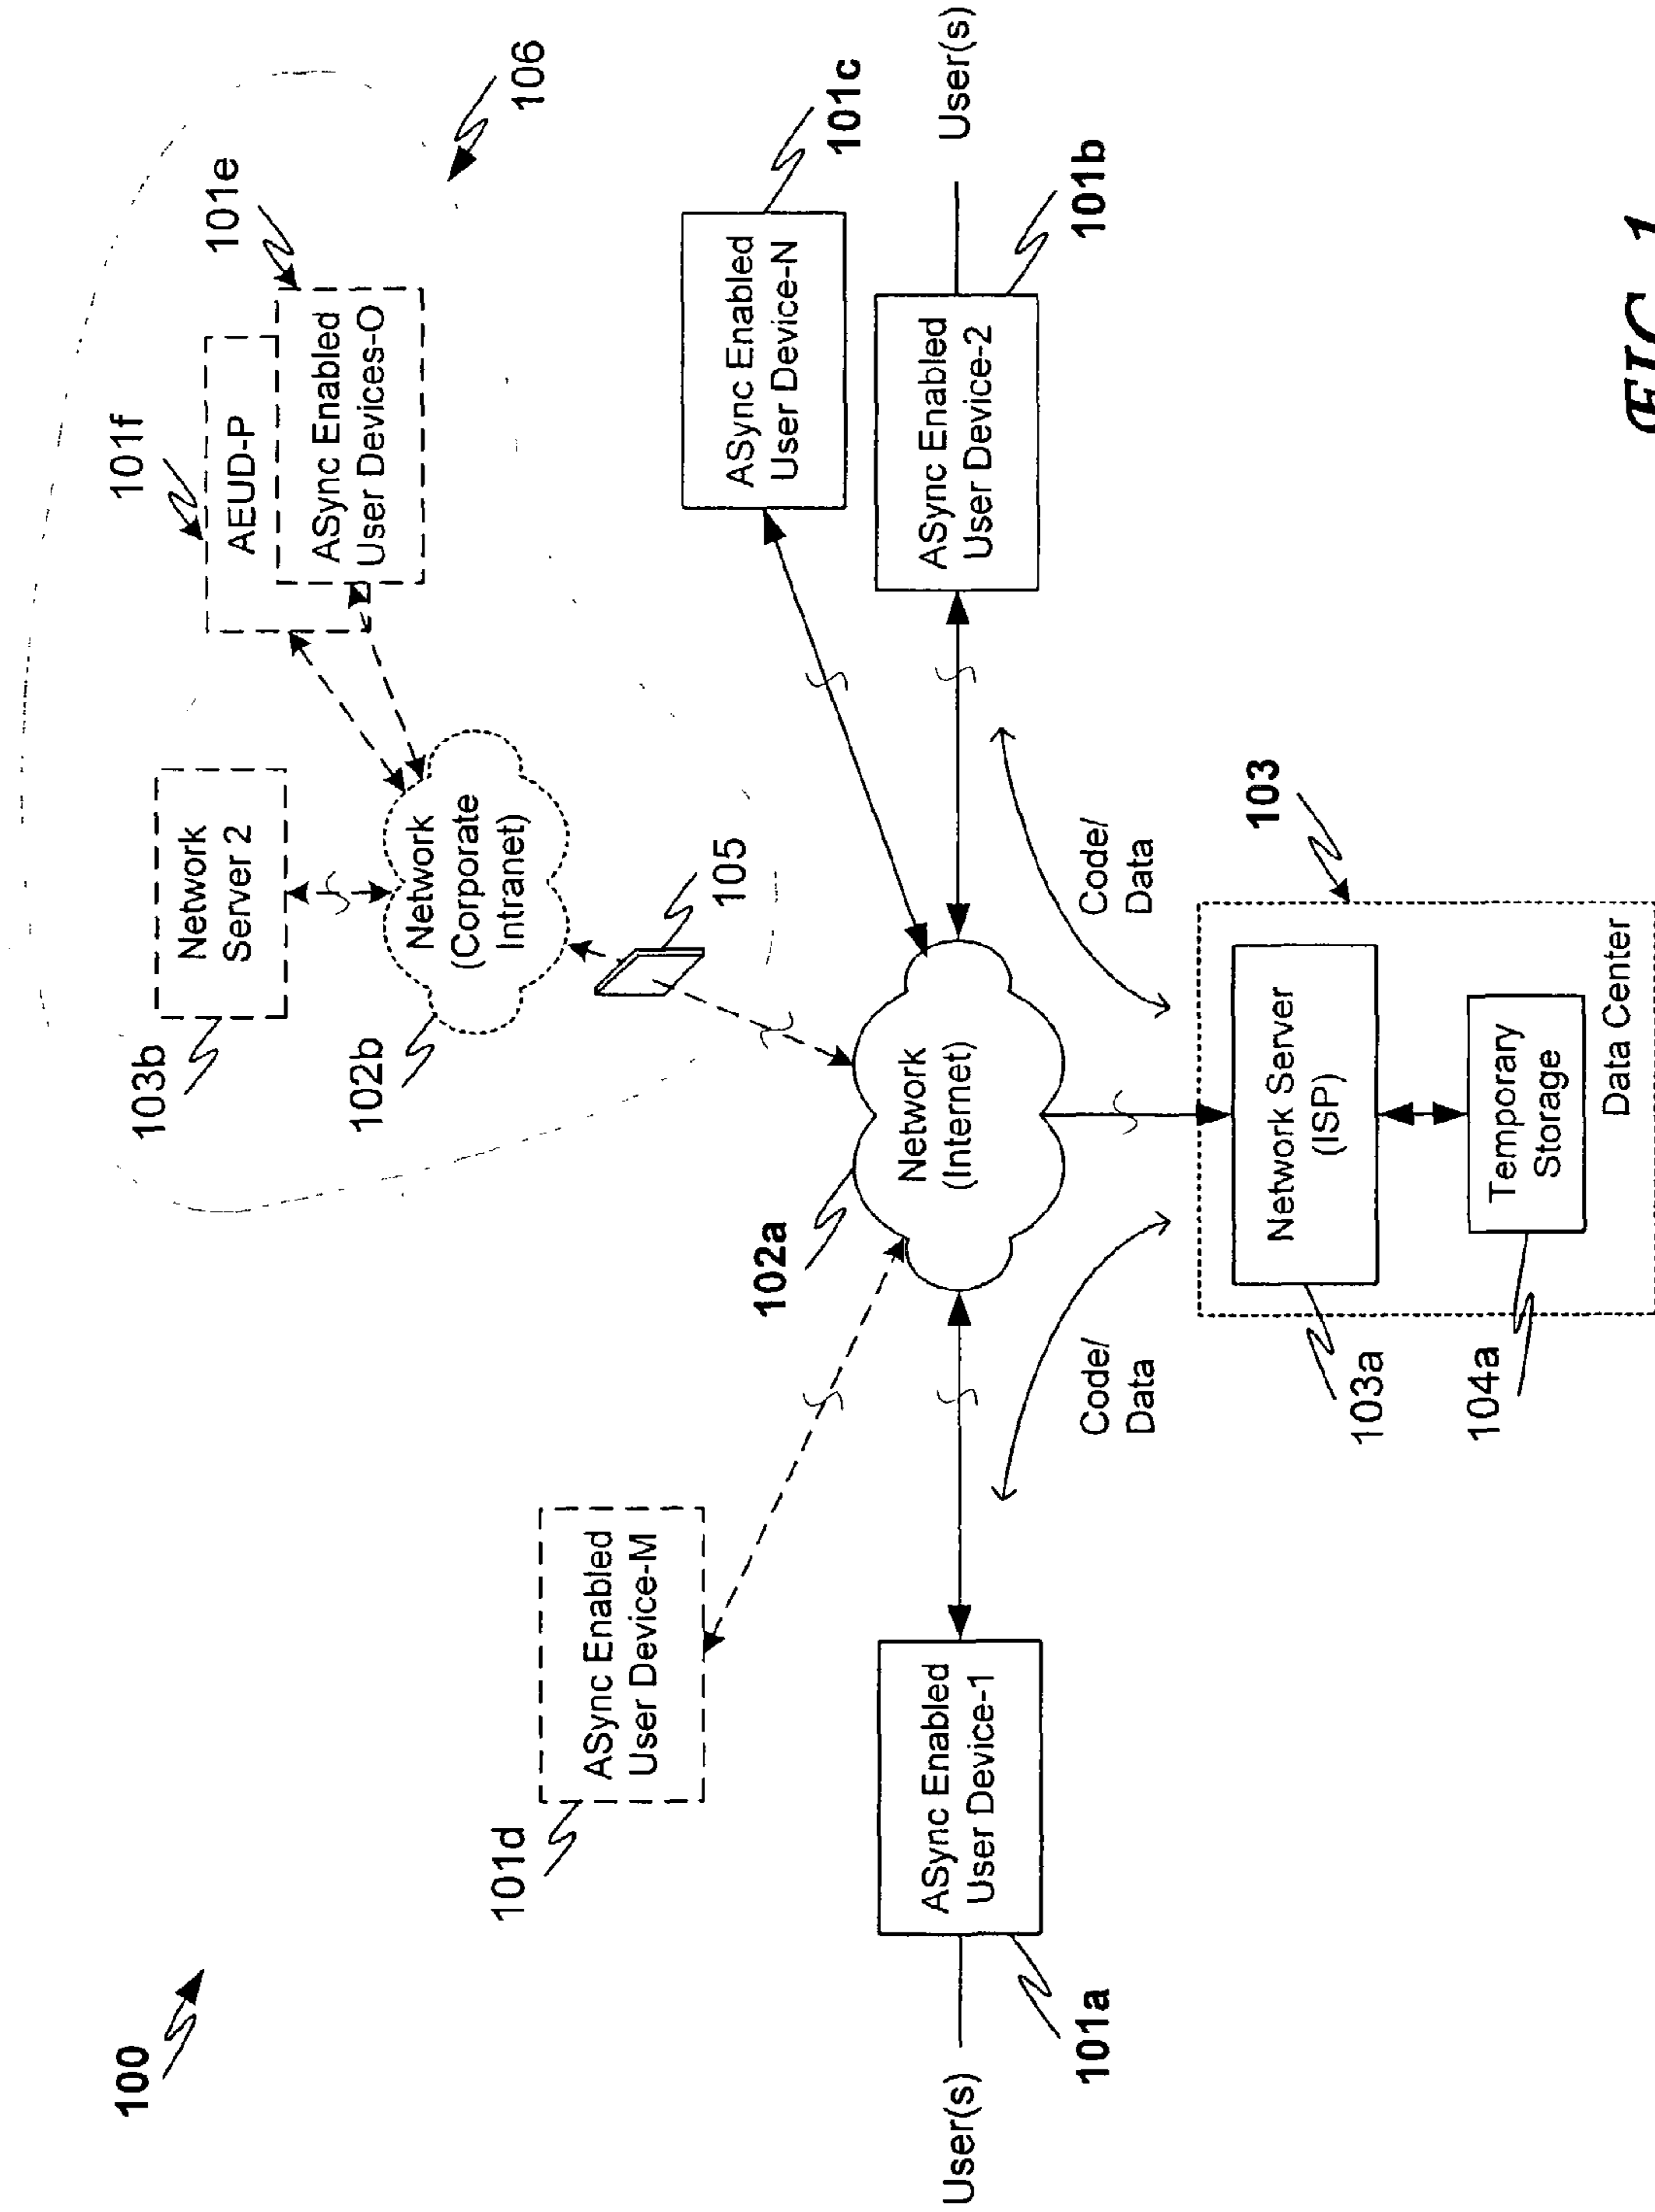 100
106
101f
101e
AEUD-P
ASync Enabled
User Devices-O
103b
Network
Server 2
102b
Network
(Corporate
Intranet)
105
101d
ASync Enabled
User Device-M
ASync Enabled
User Device-N
101c
102a
Network
(Internet)
User(s)
101a
ASync Enabled
User Device-1
ASync Enabled
User Device-2
101b
User(s)
Code/
Data
Code/
Data
103
103a
Network Server
(ISP)
104a
Temporary
Storage
Data Center
FIG. 1